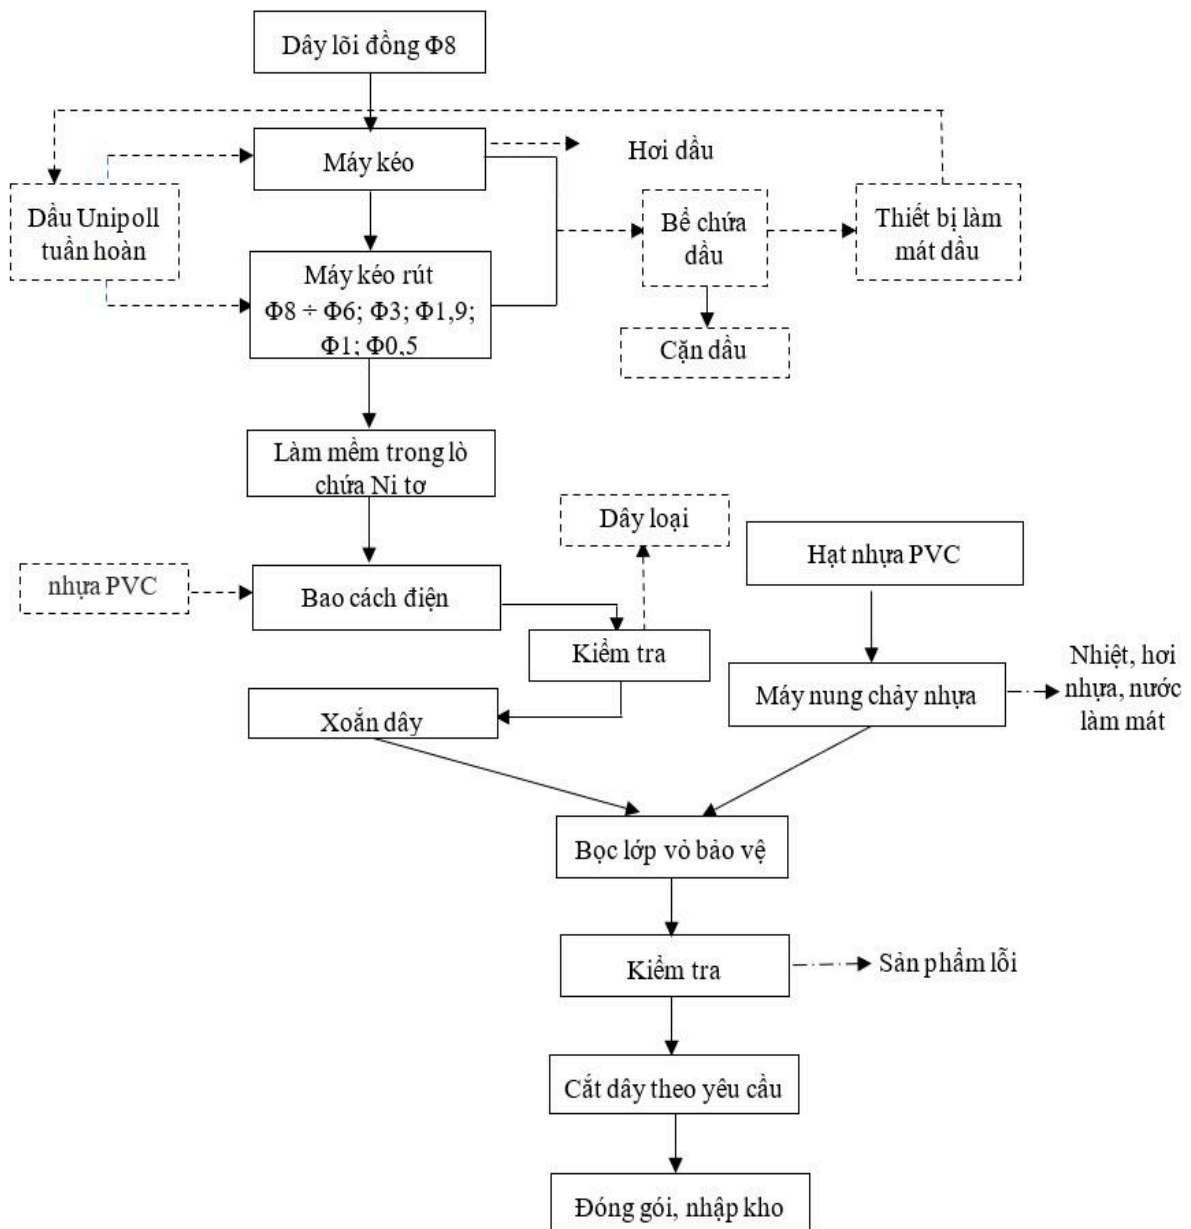 Dây lõi đồng Φ8
Máy kéo
Hơi dầu
Dầu Unipoll
tuần hoàn
Bể chứa
dầu
Thiết bị làm
mát dầu
Máy kéo rút
Φ8 ÷ Φ6; Φ3; Φ1,9;
Φ1; Φ0,5
Cặn dầu
Làm mềm trong lò
chứa Ni tơ
Dây loại
Hạt nhựa PVC
nhựa PVC
Bao cách điện
Kiểm tra
Máy nung chảy nhựa
Nhiệt, hơi
nhựa, nước
làm mát
Xoắn dây
Bọc lớp vỏ bảo vệ
Kiểm tra
Sản phẩm lỗi
Cắt dây theo yêu cầu
Đóng gói, nhập kho